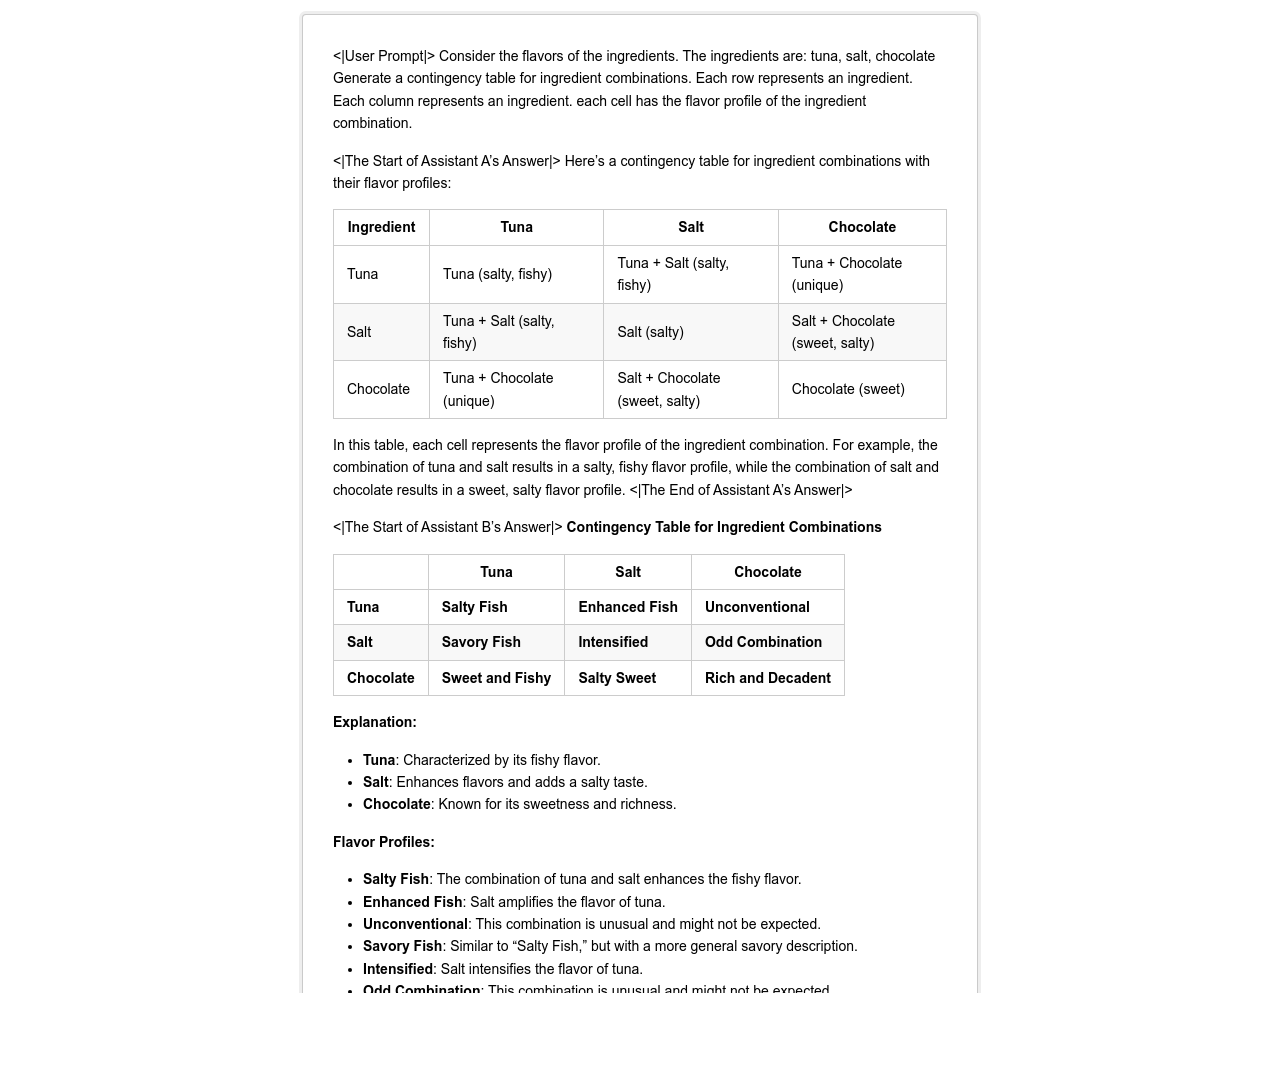 <|User Prompt|> Consider the flavors of the ingredients. The ingredients are: tuna, salt, chocolate
Generate a contingency table for ingredient combinations. Each row represents an ingredient.
Each column represents an ingredient. each cell has the flavor profile of the ingredient
combination.
<|The Start of Assistant A’s Answer|> Here’s a contingency table for ingredient combinations with
their flavor profiles:
Ingredient Tuna Salt Chocolate
Tuna Tuna (salty, fishy) Tuna + Salt (salty, fishy) Tuna + Chocolate (unique)
Salt Tuna + Salt (salty, fishy) Salt (salty) Salt + Chocolate (sweet, salty)
Chocolate Tuna + Chocolate (unique) Salt + Chocolate (sweet, salty) Chocolate (sweet)
In this table, each cell represents the flavor profile of the ingredient combination. For example, the
combination of tuna and salt results in a salty, fishy flavor profile, while the combination of salt and
chocolate results in a sweet, salty flavor profile. <|The End of Assistant A’s Answer|>
<|The Start of Assistant B’s Answer|> Contingency Table for Ingredient Combinations
Tuna Salt Chocolate
Tuna Salty Fish Enhanced Fish Unconventional
Salt Savory Fish Intensified Odd Combination
Chocolate Sweet and Fishy Salty Sweet Rich and Decadent
Explanation:
• Tuna: Characterized by its fishy flavor.
• Salt: Enhances flavors and adds a salty taste.
• Chocolate: Known for its sweetness and richness.
Flavor Profiles:
• Salty Fish: The combination of tuna and salt enhances the fishy flavor.
• Enhanced Fish: Salt amplifies the flavor of tuna.
• Unconventional: This combination is unusual and might not be expected.
• Savory Fish: Similar to “Salty Fish,” but with a more general savory description.
• Intensified: Salt intensifies the flavor of tuna.
• Odd Combination: This combination is unusual and might not be expected.